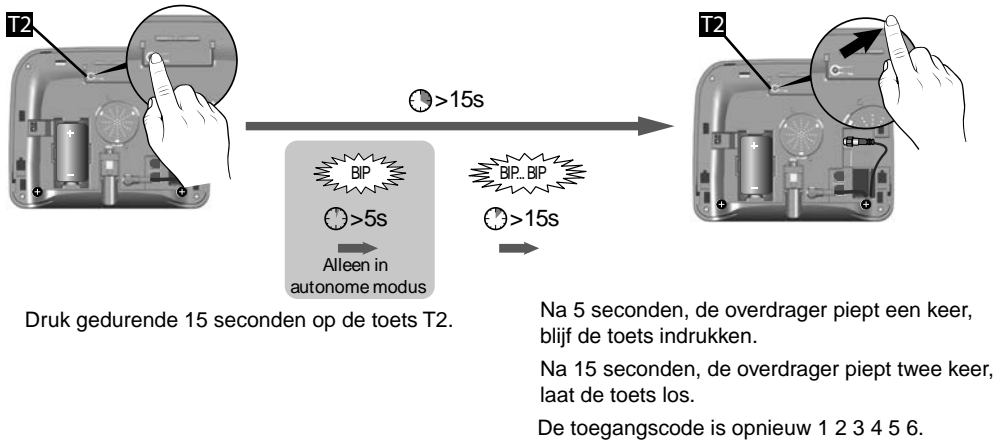 T2
T2
>15s
BIP
BIP... BIP
>5s
>15s
Alleen in
autonome modus
Druk gedurende 15 seconden op de toets T2.
Na 5 seconden, de overdrager piept een keer,
blijf de toets indrukken.
Na 15 seconden, de overdrager piept twee keer,
laat de toets los.
De toegangscode is opnieuw 1 2 3 4 5 6.